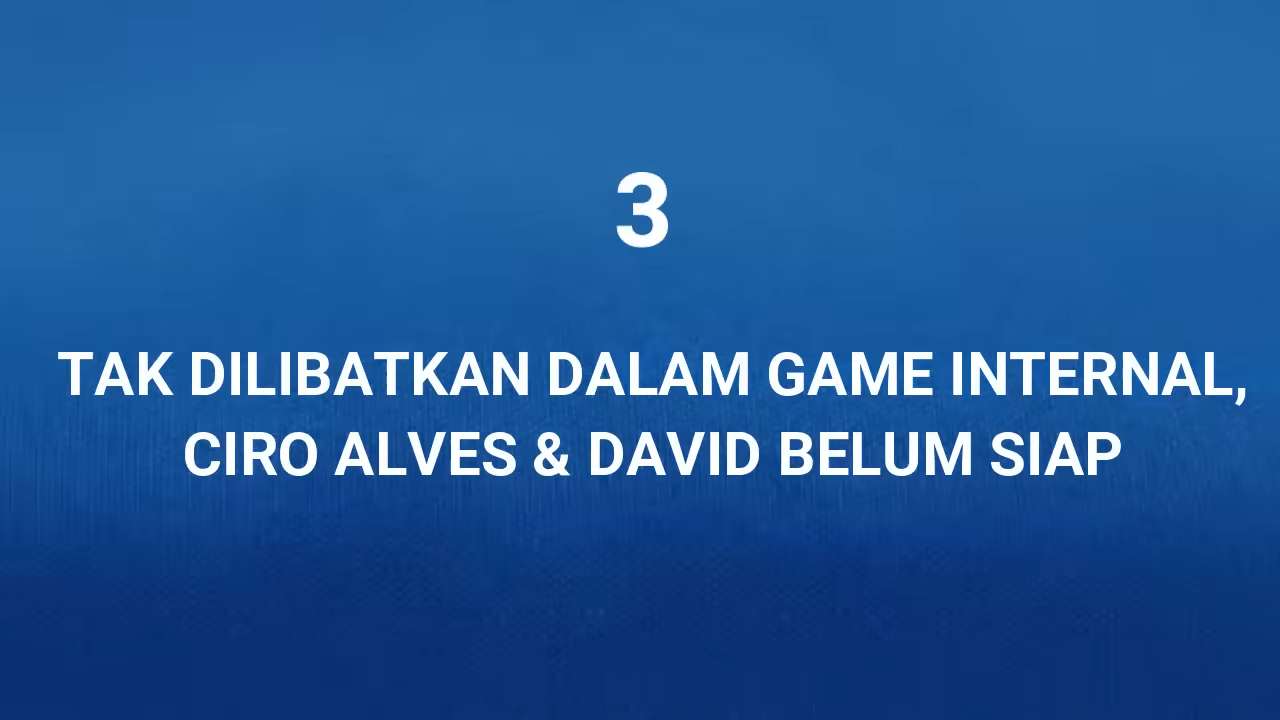 3
TAK DILIBATKAN DALAM GAME INTERNAL,
CIRO ALVES & DAVID BELUM SIAP